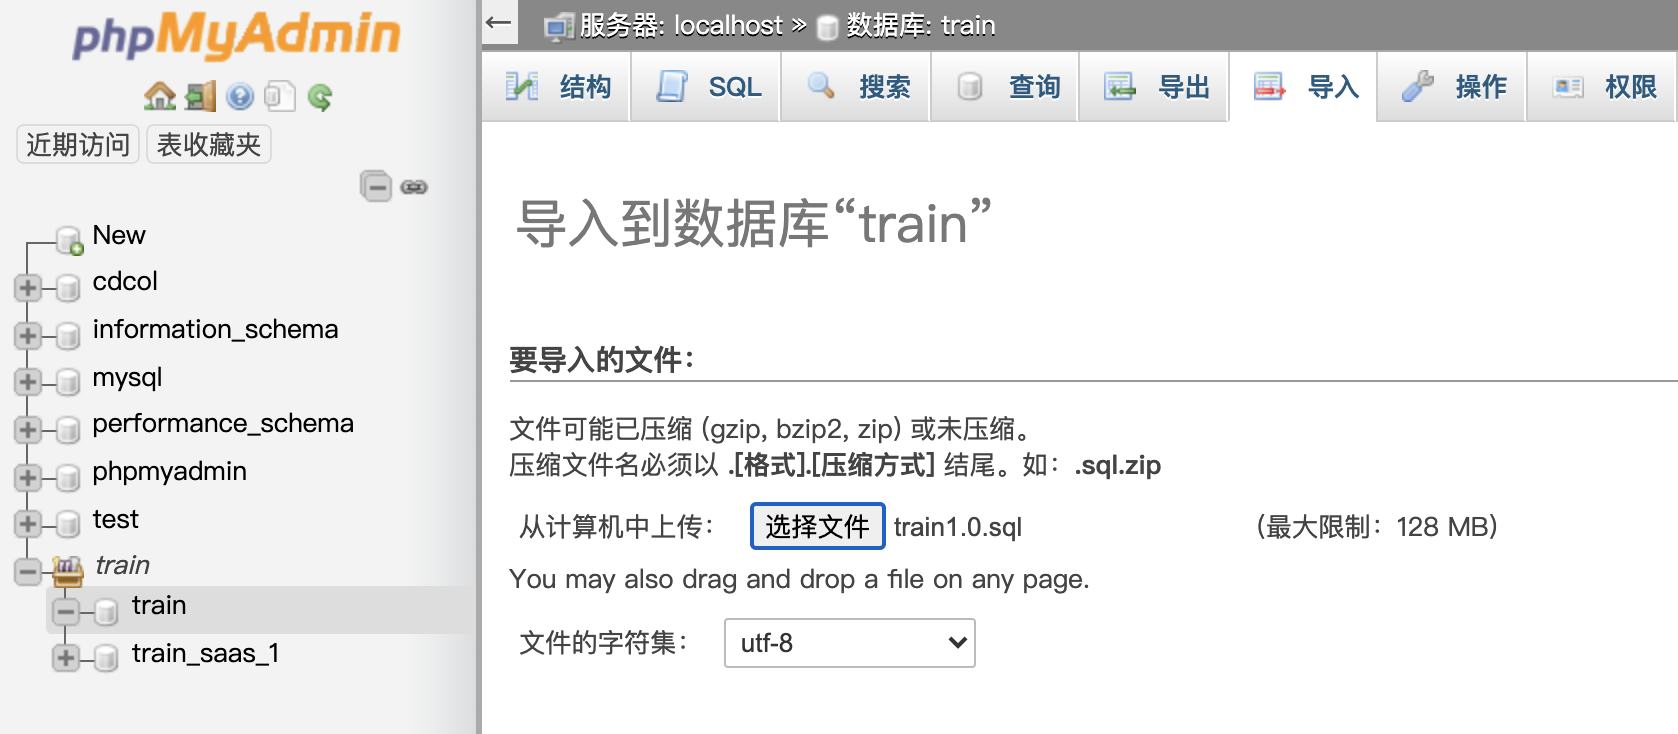 phpMyAdmin
近期访问 表收藏夹
New
cdcol
information_schema
mysql
performance_schema
phpmyadmin
test
train
train
train_saas_1
服务器: localhost » 数据库: train
结构 SQL 搜索 查询 导出 导入 操作 权限
导入到数据库“train”
要导入的文件：
文件可能已压缩 (gzip, bzip2, zip) 或未压缩。
压缩文件名必须以 .[格式].[压缩方式] 结尾。如：.sql.zip
从计算机中上传： 选择文件 train1.0.sql (最大限制：128 MB)
You may also drag and drop a file on any page.
文件的字符集： utf-8